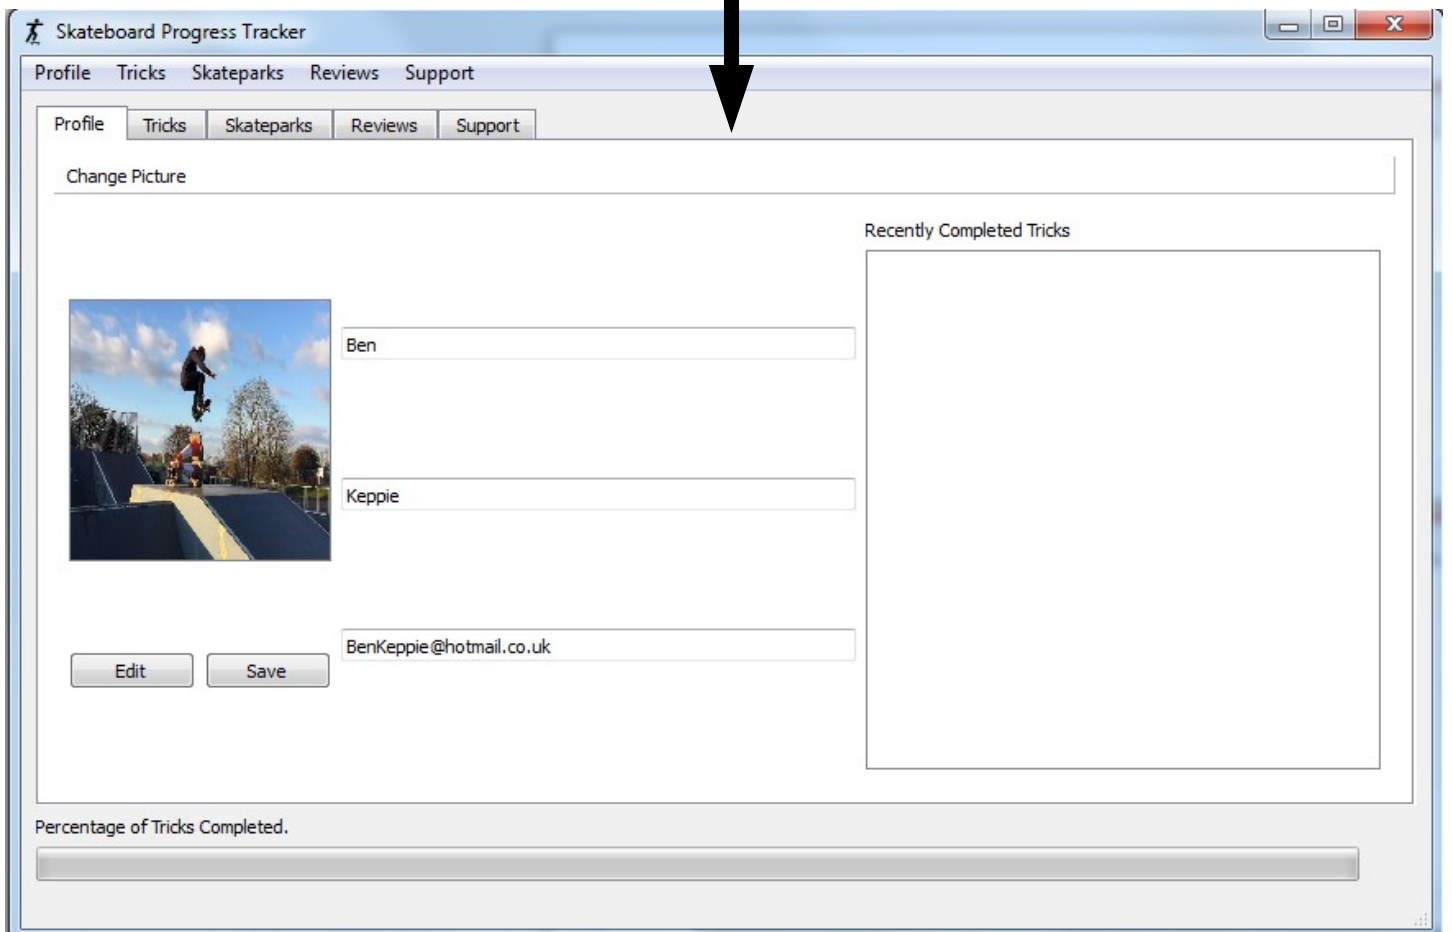 Skateboard Progress Tracker
Profile Tricks Skateparks Reviews Support
Profile Tricks Skateparks Reviews Support
Change Picture
Recently Completed Tricks
Ben
Keppie
BenKeppie@hotmail.co.uk
Edit Save
Percentage of Tricks Completed.